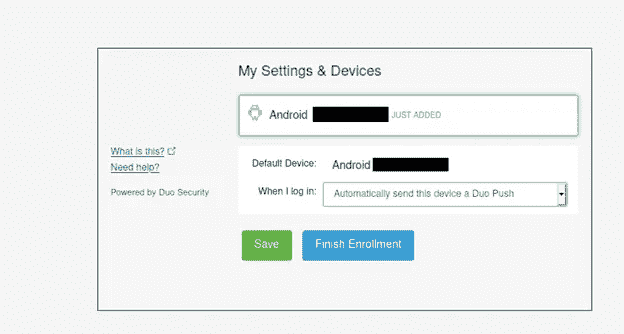 My Settings & Devices
Android JUST ADDED
What is this?
Need help?
Powered by Duo Security
Default Device: Android
When I log in: Automatically send this device a Duo Push
Save Finish Enrollment